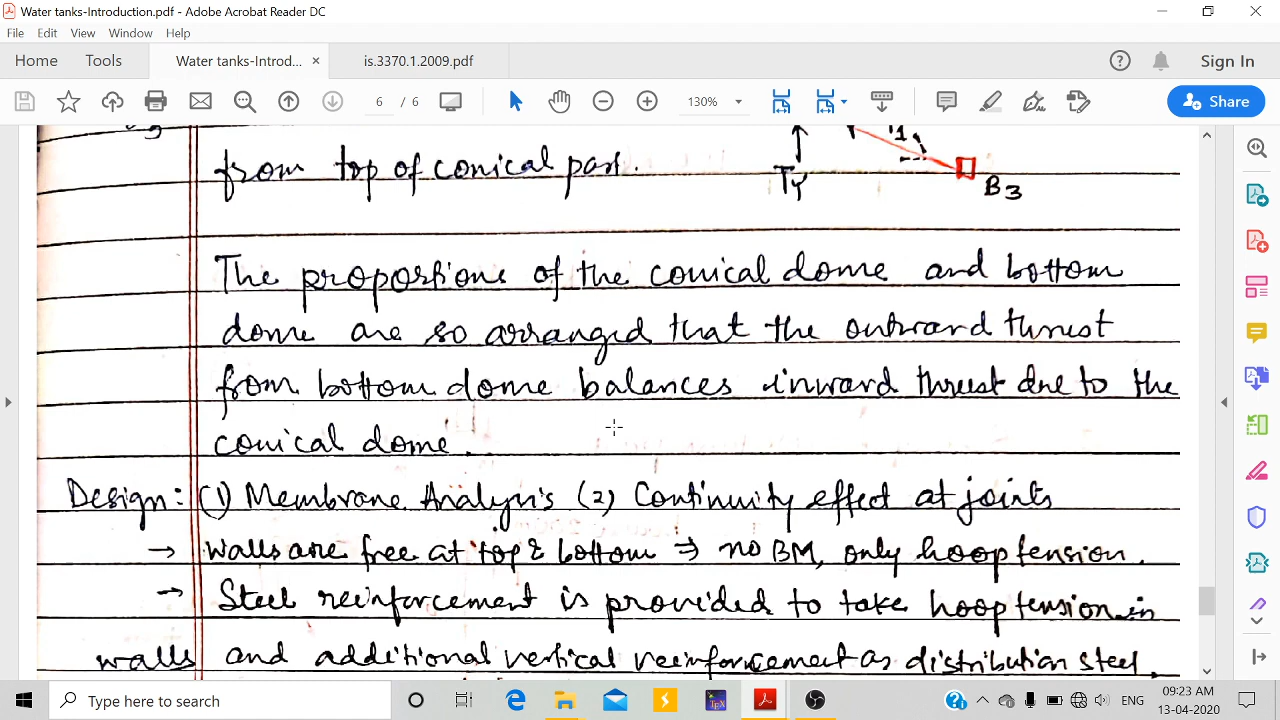 Water tanks-Introduction.pdf - Adobe Acrobat Reader DC
File Edit View Window Help
Home Tools Water tanks-Introd... × is.3370.1.2009.pdf Sign In
6 / 6 130% Share
from top of conical part.
Ty
B3
The proportions of the conical dome and bottom
dome are so arranged that the outward thrust
from bottom dome balances inward thrust due to the
conical dome.
Design: (1) Membrane Analysis (2) Continuity effect at joints
→ Walls are free at top & bottom ⇒ no BM, only hoop tension.
→ Steel reinforcement is provided to take hoop tension in
walls and additional vertical reinforcement as distribution steel.
Type here to search
ENG
09:23 AM
13-04-2020